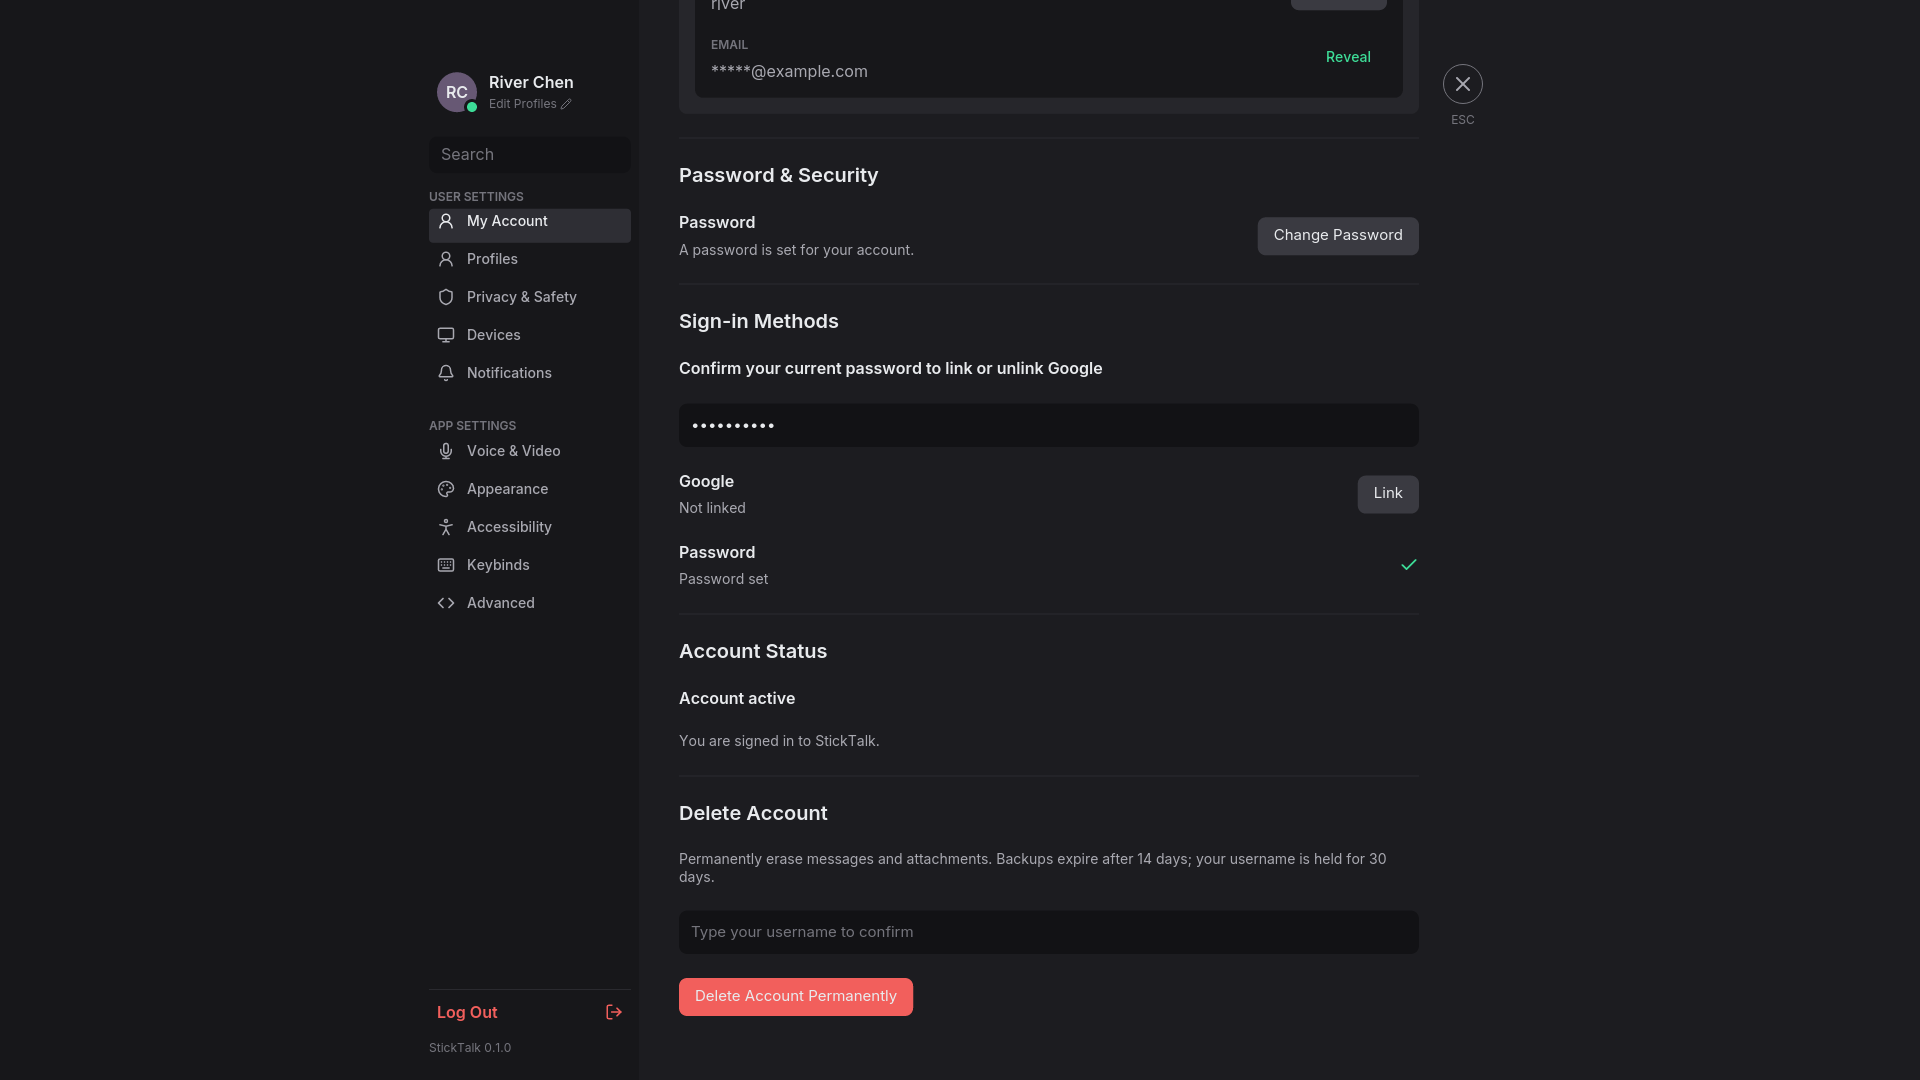 River Chen
Edit Profiles
Search
USER SETTINGS
My Account
Profiles
Privacy & Safety
Devices
Notifications
APP SETTINGS
Voice & Video
Appearance
Accessibility
Keybinds
Advanced
Log Out
StickTalk 0.1.0
river
EMAIL
*****@example.com
Reveal
Password & Security
Password
A password is set for your account.
Change Password
Sign-in Methods
Confirm your current password to link or unlink Google
••••••••••
Google
Not linked
Link
Password
Password set
Account Status
Account active
You are signed in to StickTalk.
Delete Account
Permanently erase messages and attachments. Backups expire after 14 days; your username is held for 30
days.
Type your username to confirm
Delete Account Permanently
ESC
RC